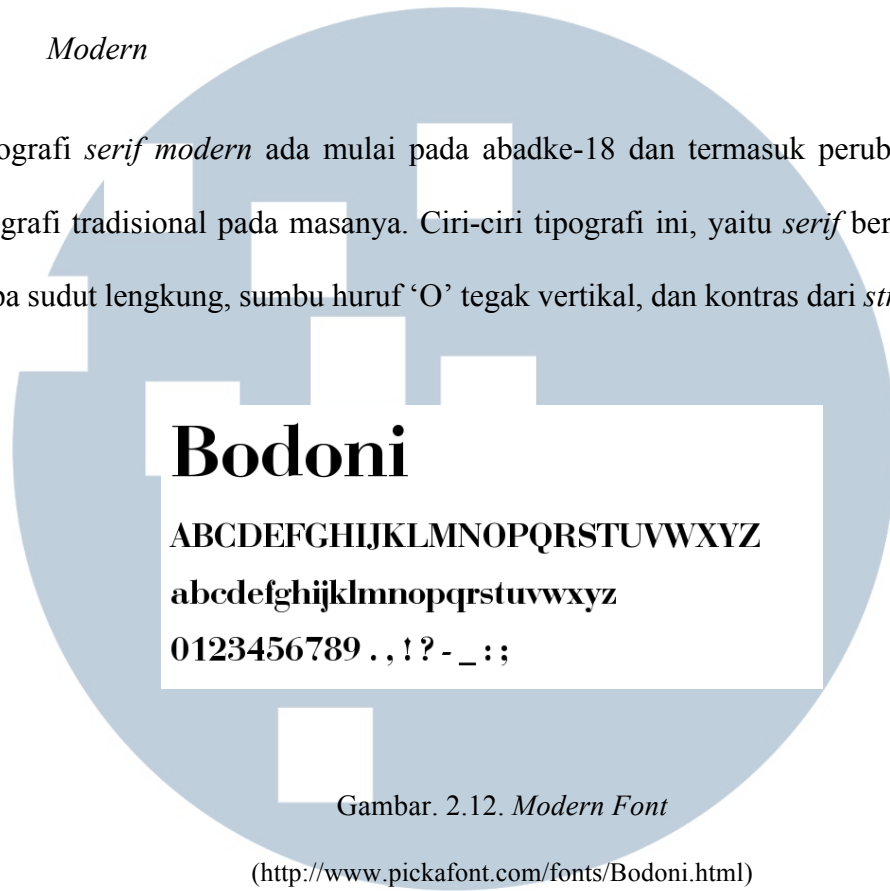 Modern
ografi serif modern ada mulai pada abadke-18 dan termasuk perub
grafi tradisional pada masanya. Ciri-ciri tipografi ini, yaitu serif ber
pa sudut lengkung, sumbu huruf ‘O’ tegak vertikal, dan kontras dari str
Bodoni
ABCDEFGHIJKLMNOPQRSTUVWXYZ
abcdefghijklmnopqrstuvwxyz
0123456789 . , ! ? - _ : ;
Gambar. 2.12. Modern Font
(http://www.pickafont.com/fonts/Bodoni.html)